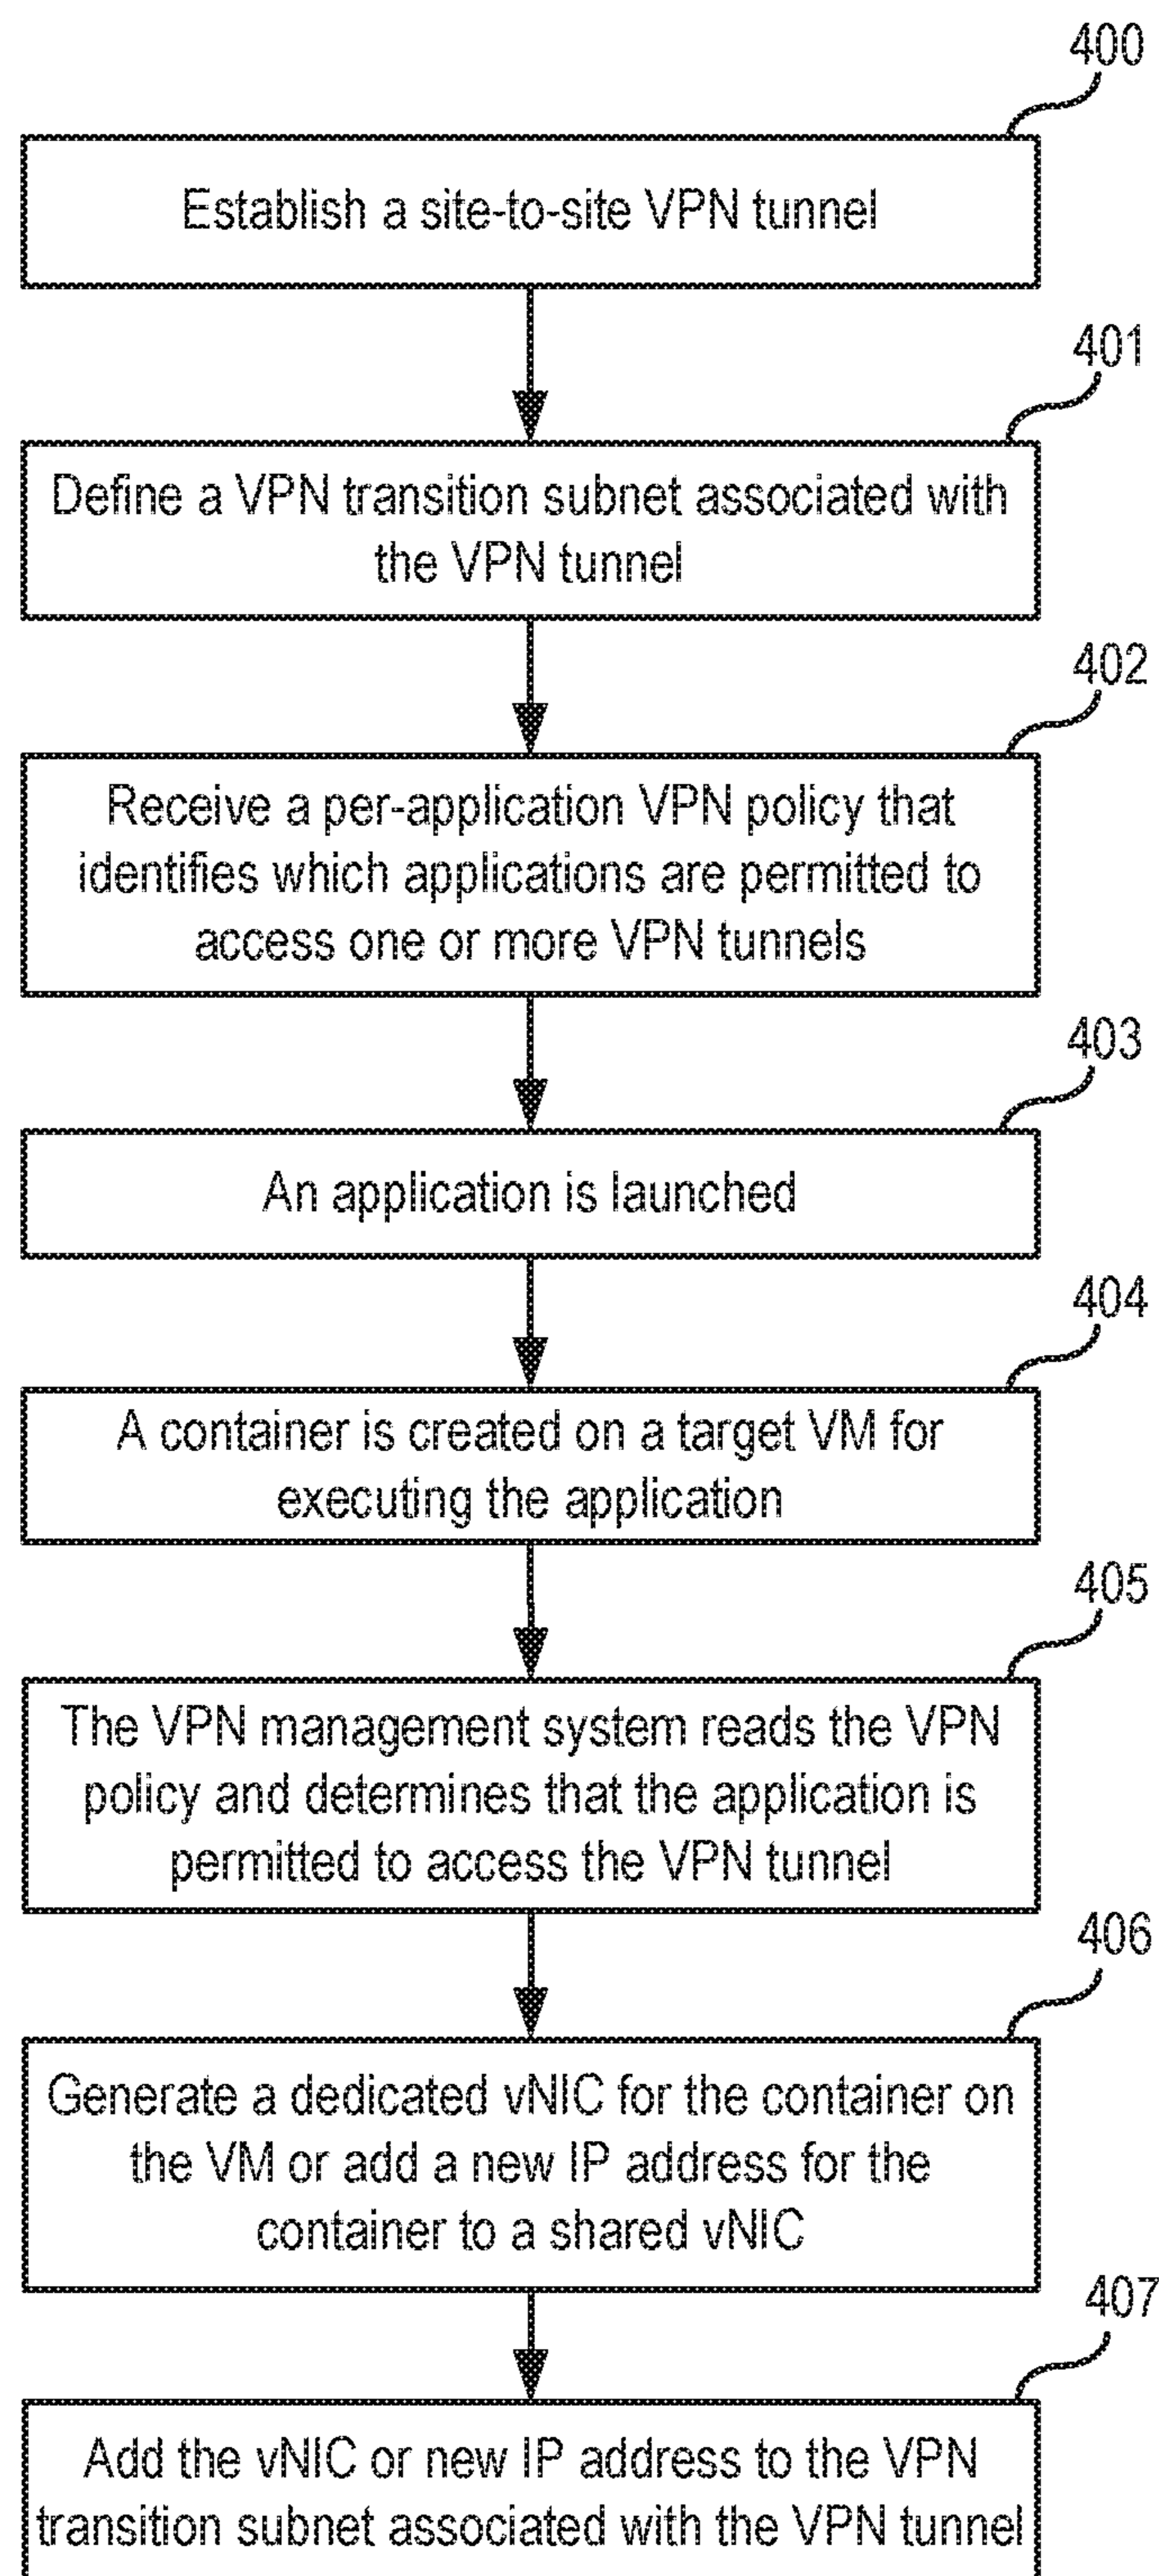 400
Establish a site-to-site VPN tunnel
401
Define a VPN transition subnet associated with
the VPN tunnel
402
Receive a per-application VPN policy that
identifies which applications are permitted to
access one or more VPN tunnels
403
An application is launched
404
A container is created on a target VM for
executing the application
405
The VPN management system reads the VPN
policy and determines that the application is
permitted to access the VPN tunnel
406
Generate a dedicated vNIC for the container on
the VM or add a new IP address for the
container to a shared vNIC
407
Add the vNIC or new IP address to the VPN
transition subnet associated with the VPN tunnel